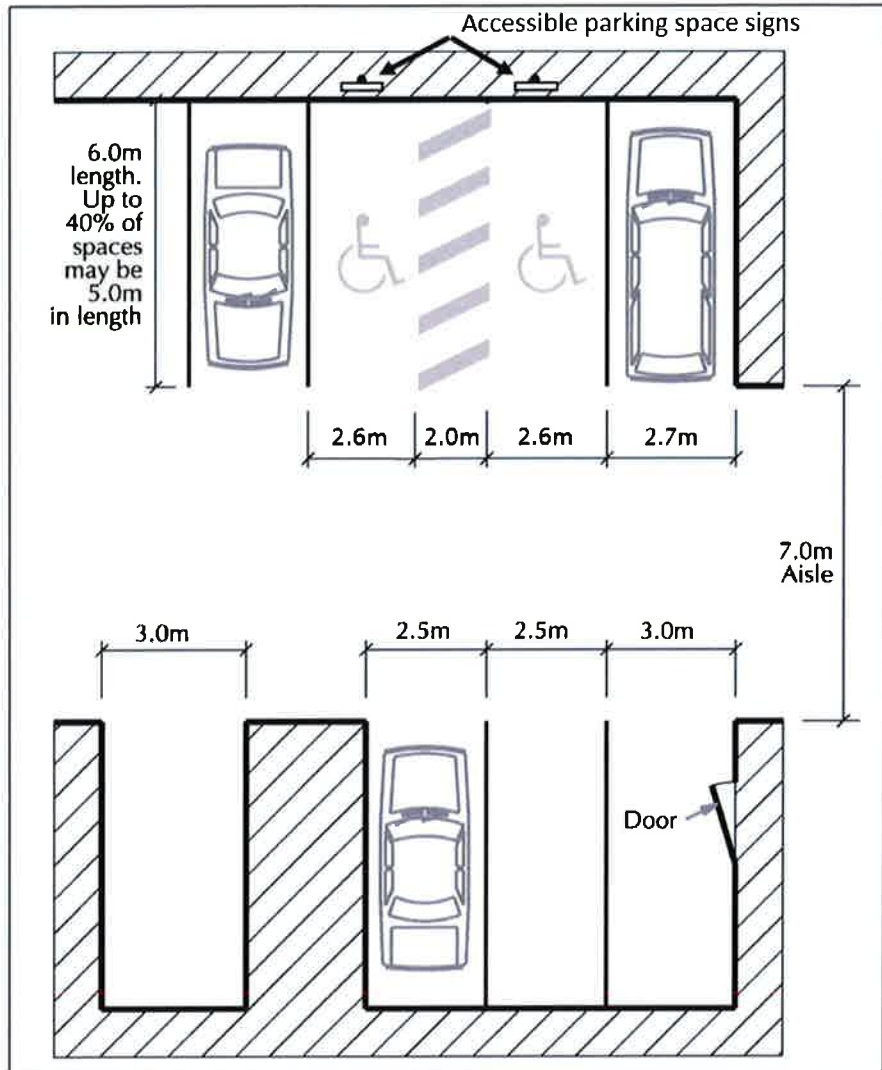 Accessible parking space signs
6.0m
length.
Up to
40% of
spaces
may be
5.0m
in length
2.6m
2.0m
2.6m
2.7m
7.0m
Aisle
3.0m
2.5m
2.5m
3.0m
Door